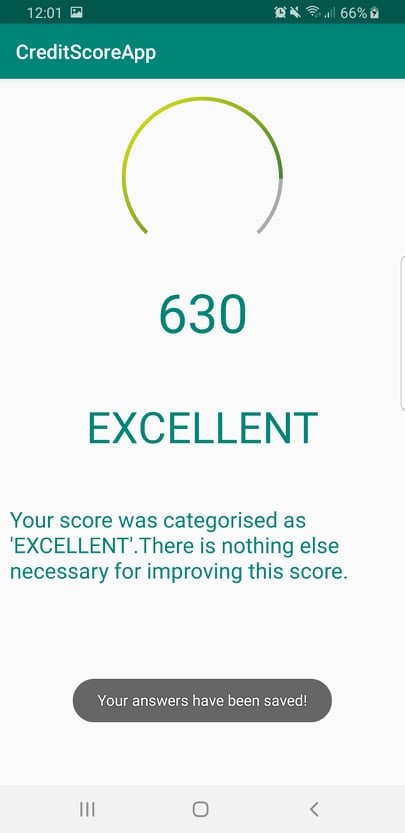 12:01 66%
CreditScoreApp
630
EXCELLENT
Your score was categorised as
'EXCELLENT'.There is nothing else
necessary for improving this score.
Your answers have been saved!